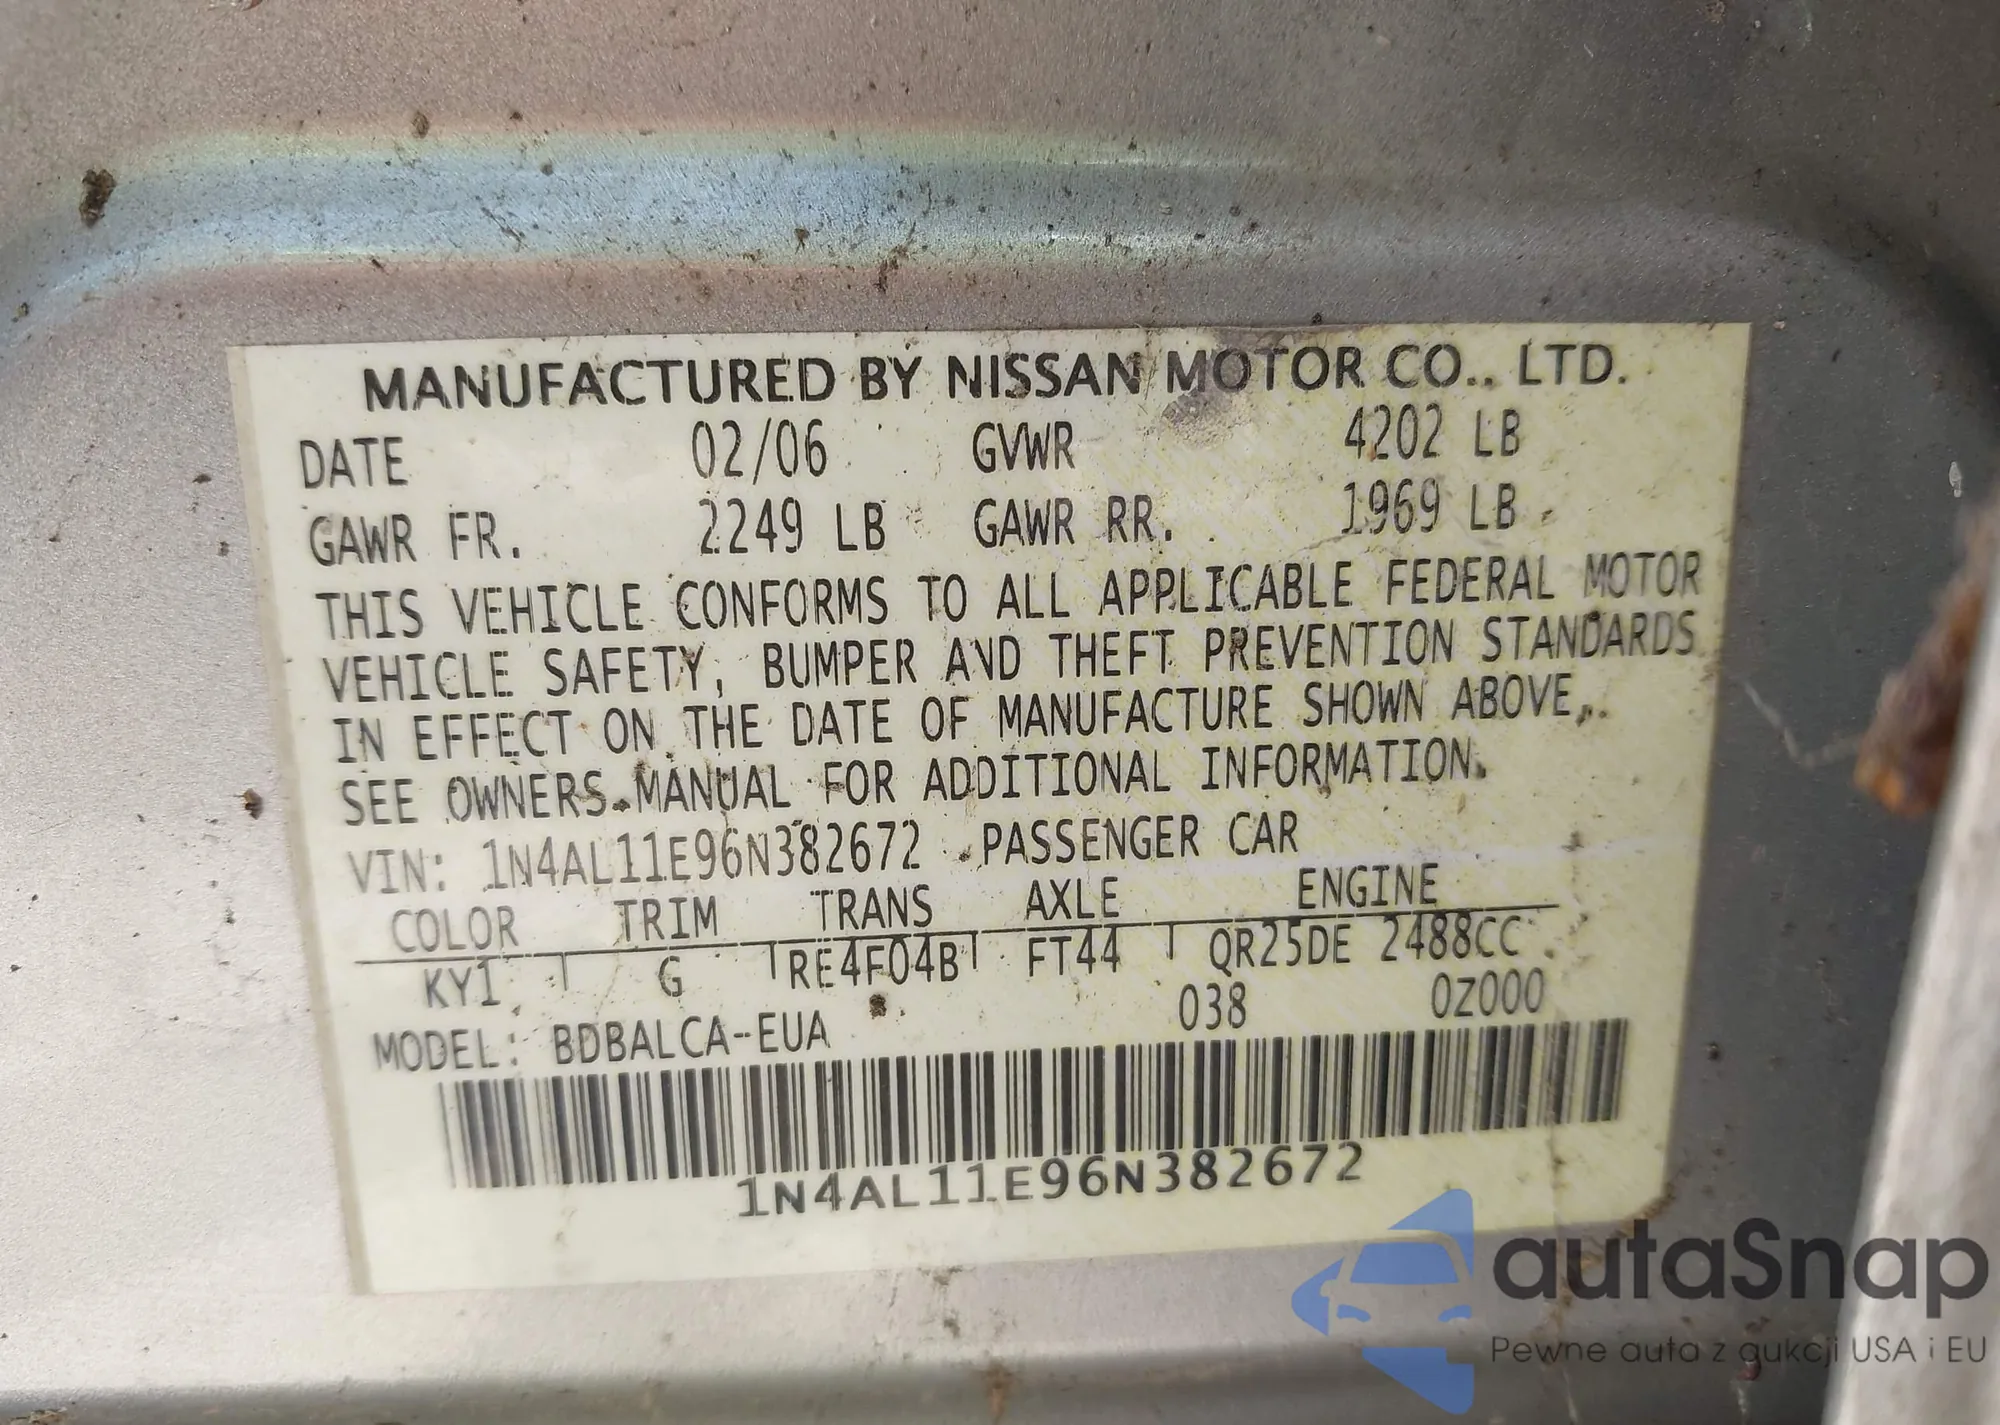 MANUFACTURED BY NISSAN MOTOR CO., LTD.
DATE 02/06 GVWR 4202 LB
GAWR FR. 2249 LB GAWR RR. 1969 LB
THIS VEHICLE CONFORMS TO ALL APPLICABLE FEDERAL MOTOR
VEHICLE SAFETY, BUMPER AND THEFT PREVENTION STANDARDS
IN EFFECT ON THE DATE OF MANUFACTURE SHOWN ABOVE,.
SEE OWNERS MANUAL FOR ADDITIONAL INFORMATION.
VIN: 1N4AL11E96N382672 PASSENGER CAR
COLOR TRIM TRANS AXLE ENGINE
KY1 G RE4F04B FT44 QR25DE 2488CC
038 0Z000
MODEL: BDBALCA-EUA
1N4AL11E96N382672
autaSnap
Pewne auta z aukcji USA i EU